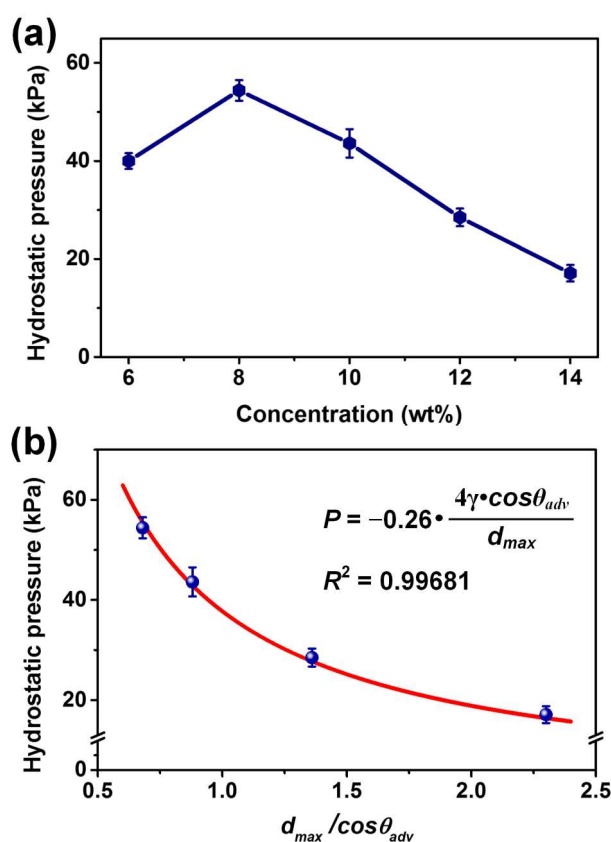 (a)
Hydrostatic pressure (kPa)
60
40
20
0
6 8 10 12 14
Concentration (wt%)
(b)
Hydrostatic pressure (kPa)
60
40
20
0
P = −0.26• 4γ•cosθadv / dmax
R² = 0.99681
0.5 1.0 1.5 2.0 2.5
dmax /cosθadv